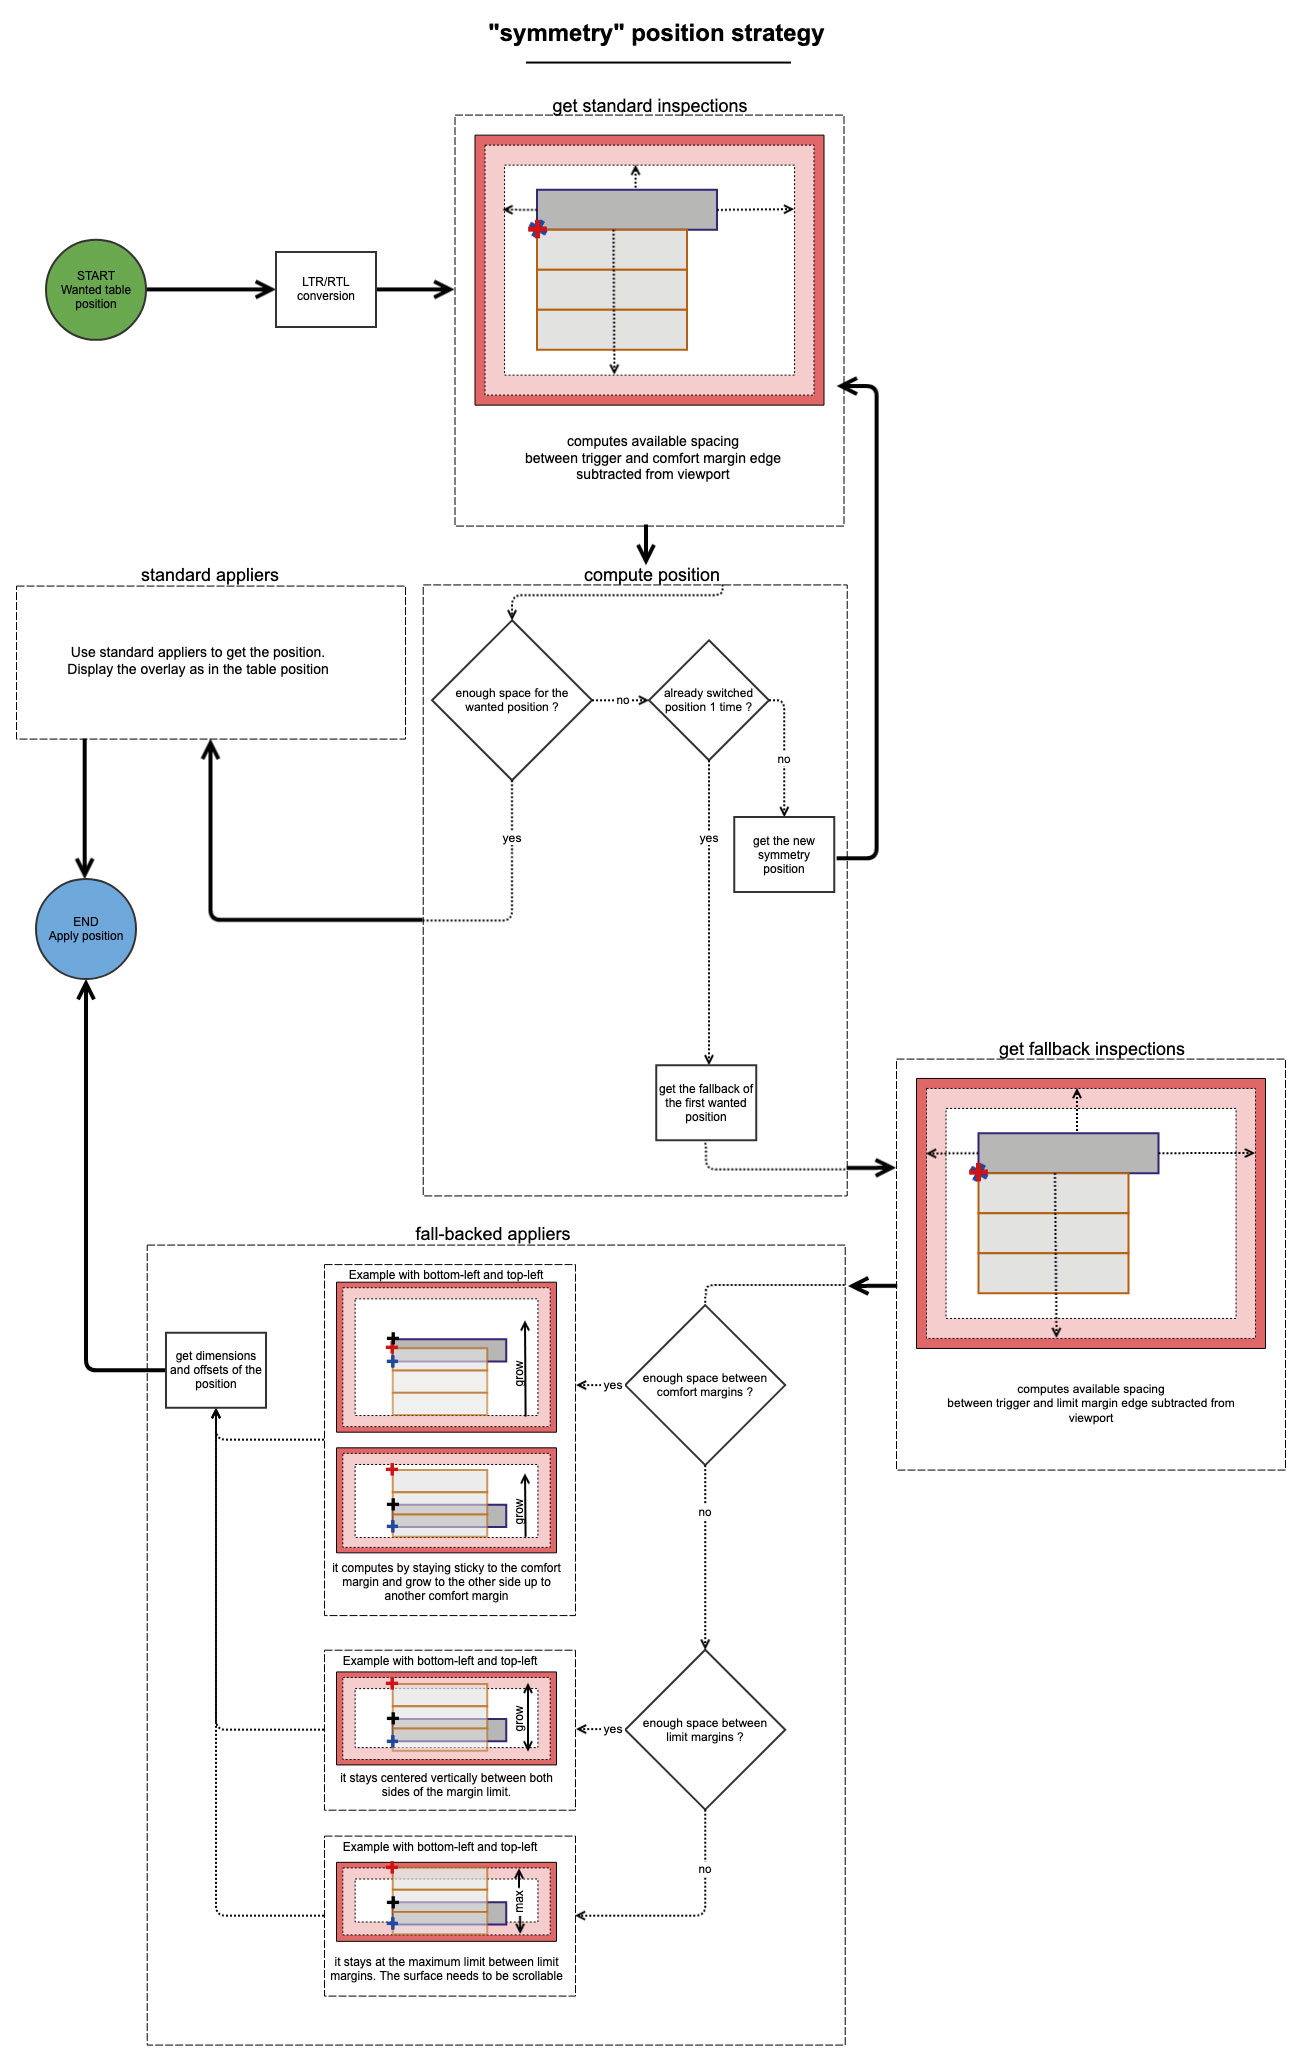 "symmetry" position strategy
get standard inspections
START
Wanted table
position
LTR/RTL
conversion
computes available spacing
between trigger and comfort margin edge
subtracted from viewport
standard appliers
Use standard appliers to get the position.
Display the overlay as in the table position
compute position
enough space for the
wanted position ?
no
already switched
position 1 time ?
no
yes
yes
get the new
symmetry
position
END
Apply position
get the fallback of
the first wanted
position
get fallback inspections
computes available spacing
between trigger and limit margin edge subtracted from
viewport
fall-backed appliers
Example with bottom-left and top-left
grow
grow
it computes by staying sticky to the comfort
margin and grow to the other side up to
another comfort margin
get dimensions
and offsets of the
position
yes
enough space between
comfort margins ?
no
Example with bottom-left and top-left
grow
it stays centered vertically between both
sides of the margin limit.
yes
enough space between
limit margins ?
no
Example with bottom-left and top-left
max
it stays at the maximum limit between limit
margins. The surface needs to be scrollable